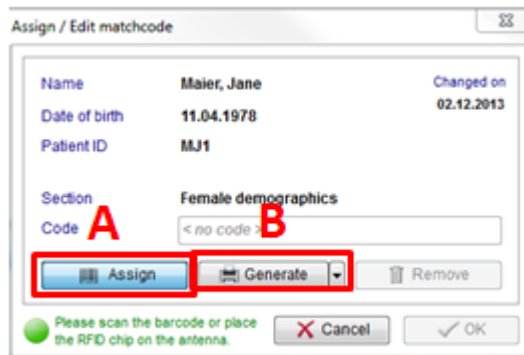 Assign / Edit matchcode
Name Maier, Jane Changed on
Date of birth 11.04.1978 02.12.2013
Patient ID MJ1
Section Female demographics
A B
Code < no code >
Assign Generate Remove
Please scan the barcode or place
the RFID chip on the antenna.
Cancel OK